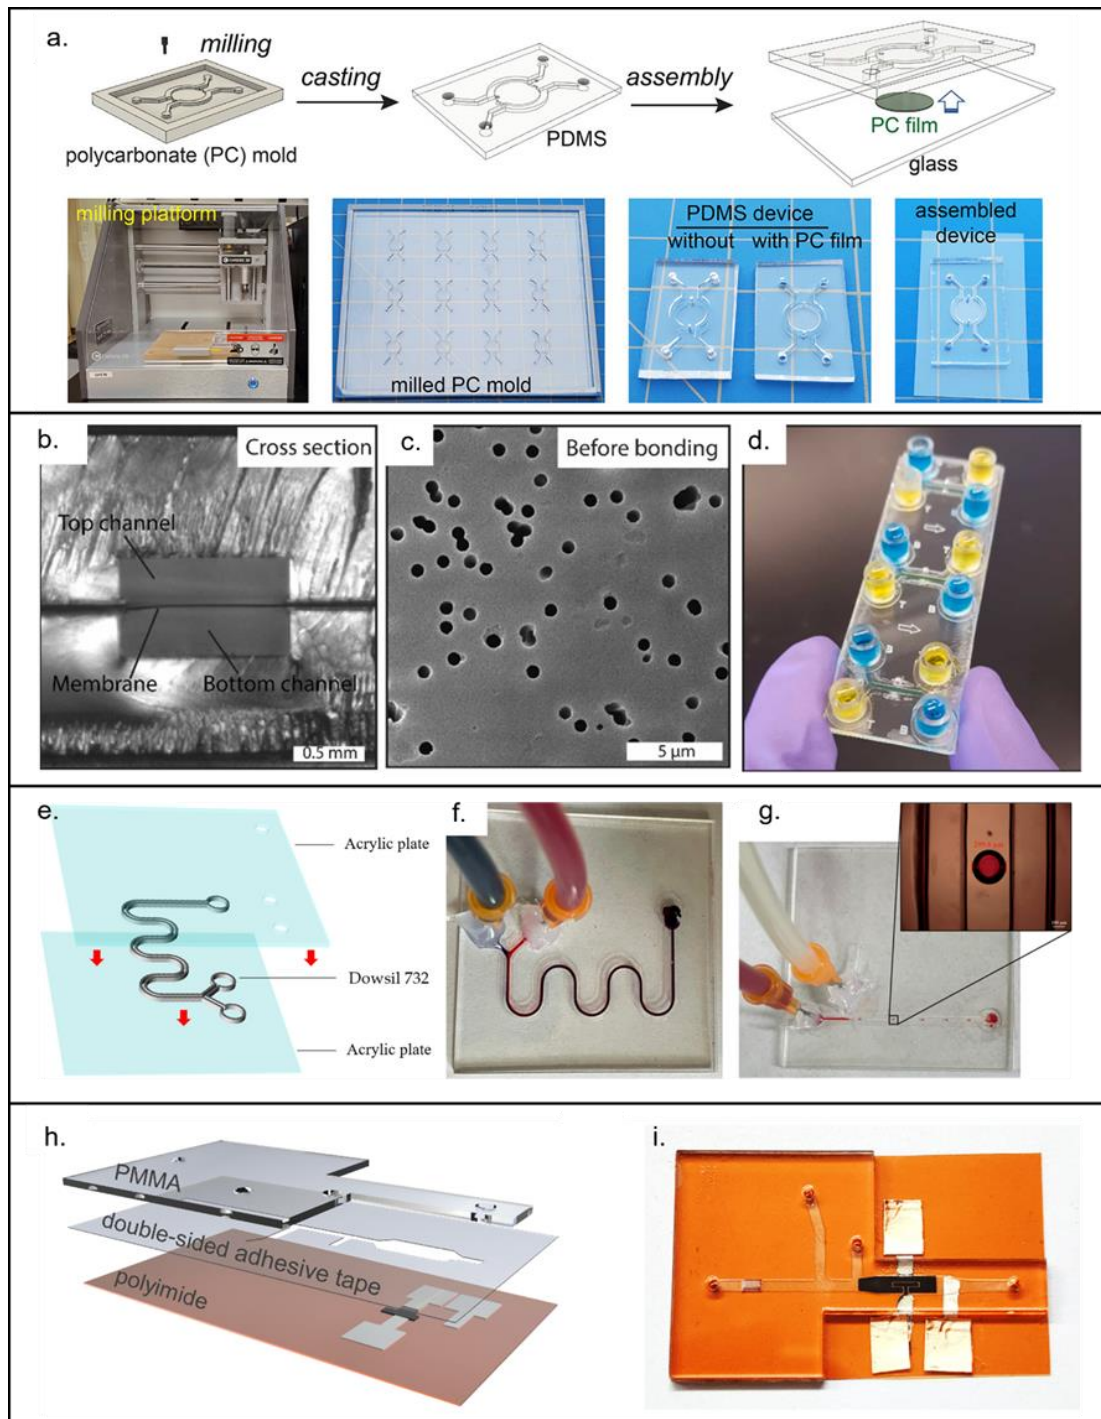 a.
milling
casting
assembly
polycarbonate (PC) mold
PDMS
PC film
glass
milling platform
milled PC mold
PDMS device
without with PC film
assembled
device
b.
Cross section
Top channel
Membrane
Bottom channel
0.5 mm
c.
Before bonding
5 µm
d.
T
B
T
T
B
S
T
B
e.
Acrylic plate
Dowsil 732
Acrylic plate
f.
g.
h.
PMMA
double-sided adhesive tape
polyimide
i.